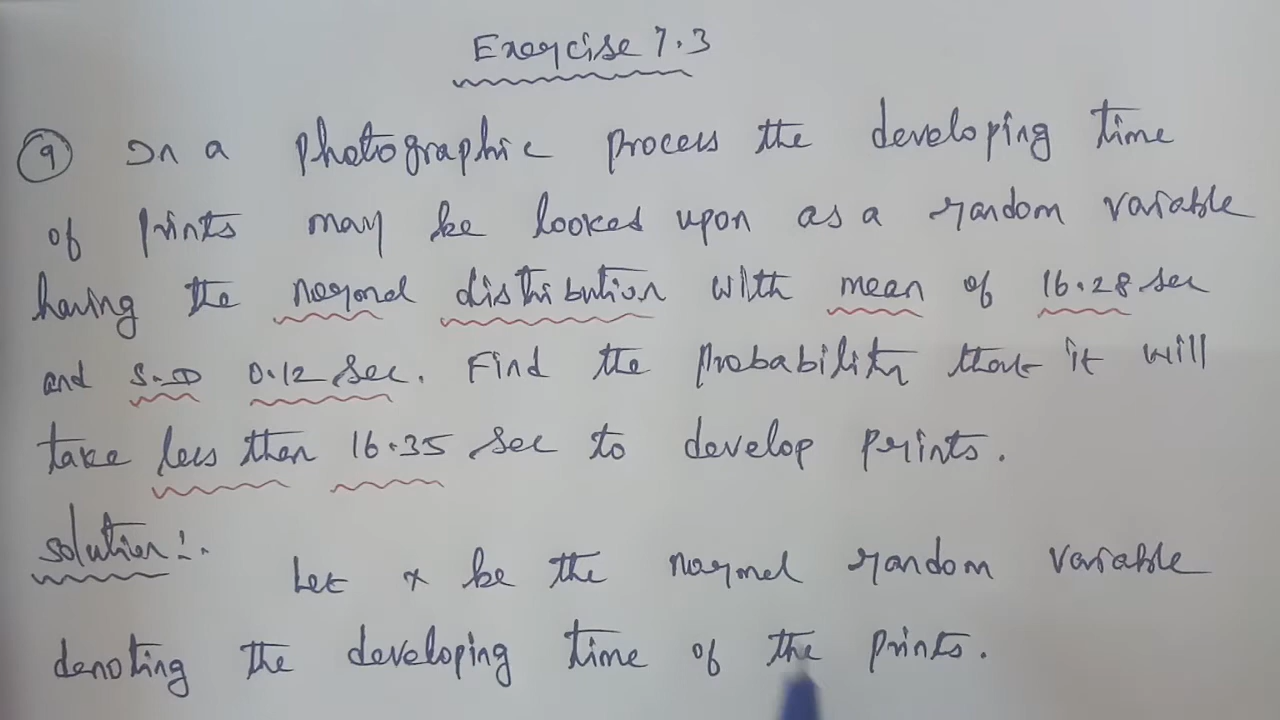 Exercise 7.3
9 In a photographic process the developing time
of prints may be looked upon as a random variable
having the normal distribution with mean of 16.28 sec
and S.D 0.12 sec. Find the probability that it will
take less than 16.35 sec to develop prints.
solution:-
Let x be the normal random variable
denoting the developing time of the prints.